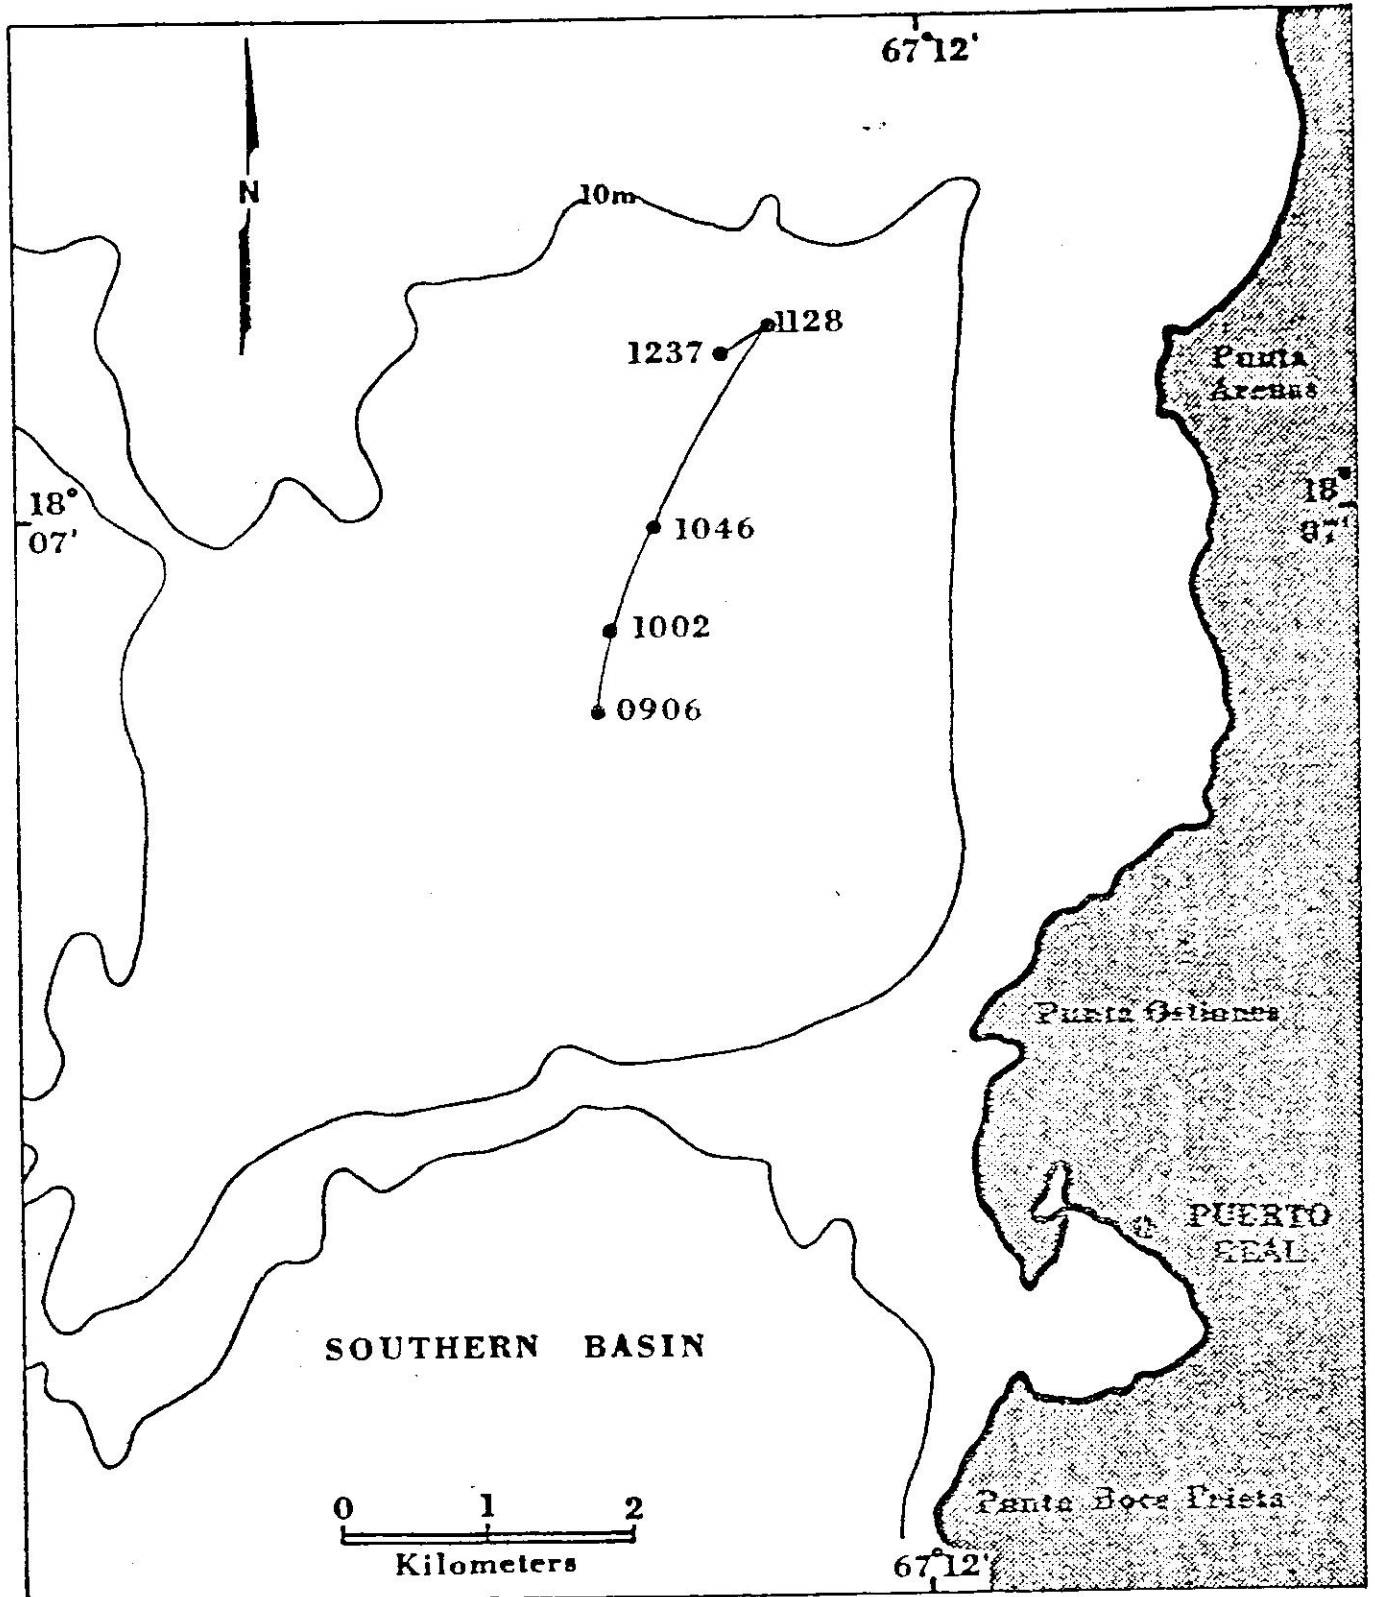 67°12'
N
10m
1128
1237
Punta
Arenas
18°
07'
18°
07'
1046
1002
0906
Punta Ostiones
PUERTO
REAL
SOUTHERN BASIN
Punta Boca Prieta
0 1 2
Kilometers
67°12'